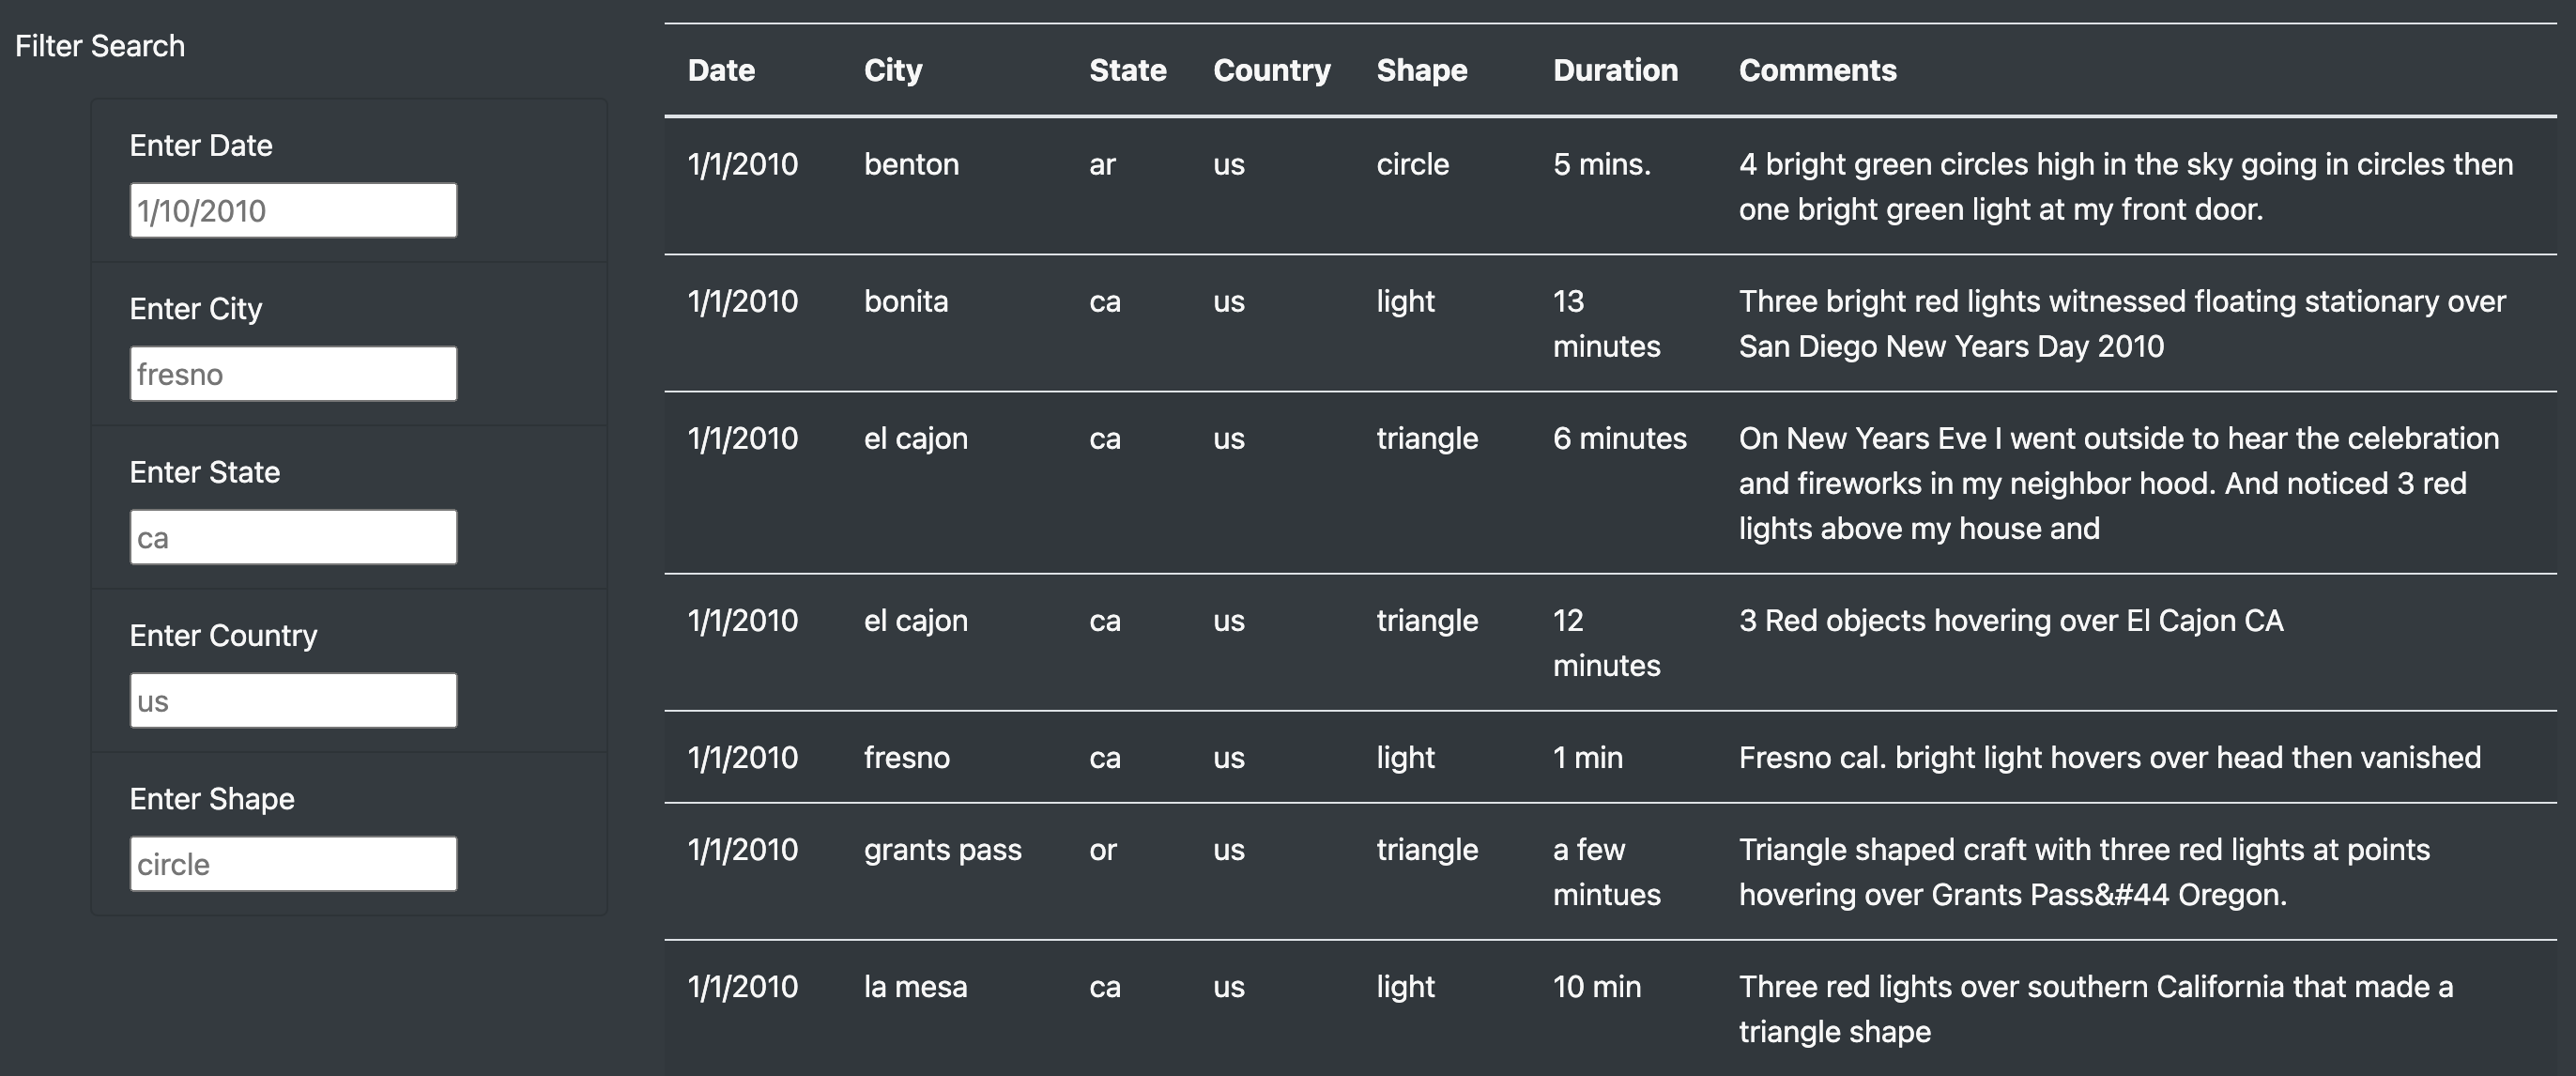 Filter Search
Enter Date
1/10/2010
Enter City
fresno
Enter State
ca
Enter Country
us
Enter Shape
circle
Date City State Country Shape Duration Comments
1/1/2010 benton ar us circle 5 mins. 4 bright green circles high in the sky going in circles then
one bright green light at my front door.
1/1/2010 bonita ca us light 13 Three bright red lights witnessed floating stationary over
minutes San Diego New Years Day 2010
1/1/2010 el cajon ca us triangle 6 minutes On New Years Eve I went outside to hear the celebration
and fireworks in my neighbor hood. And noticed 3 red
lights above my house and
1/1/2010 el cajon ca us triangle 12 3 Red objects hovering over El Cajon CA
minutes
1/1/2010 fresno ca us light 1 min Fresno cal. bright light hovers over head then vanished
1/1/2010 grants pass or us triangle a few Triangle shaped craft with three red lights at points
mintues hovering over Grants Pass&#44 Oregon.
1/1/2010 la mesa ca us light 10 min Three red lights over southern California that made a
triangle shape